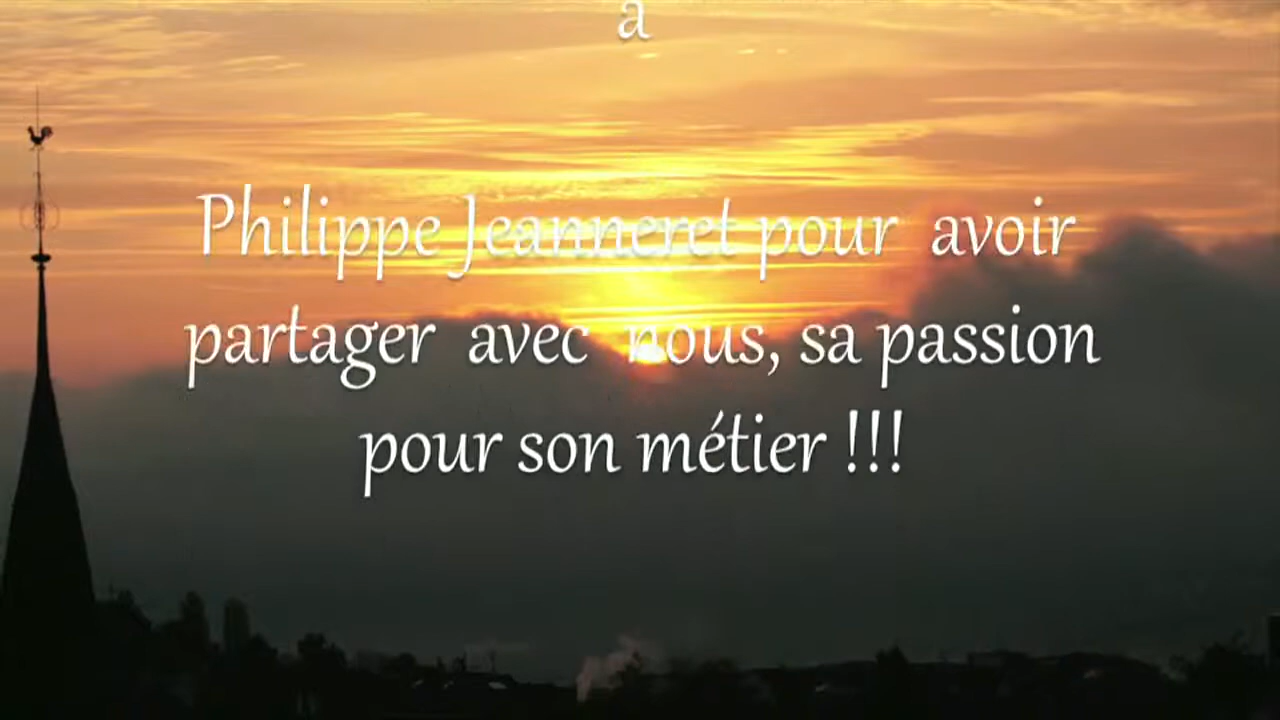 à
Philippe Jeanneret pour avoir
partager avec nous, sa passion
pour son métier !!!